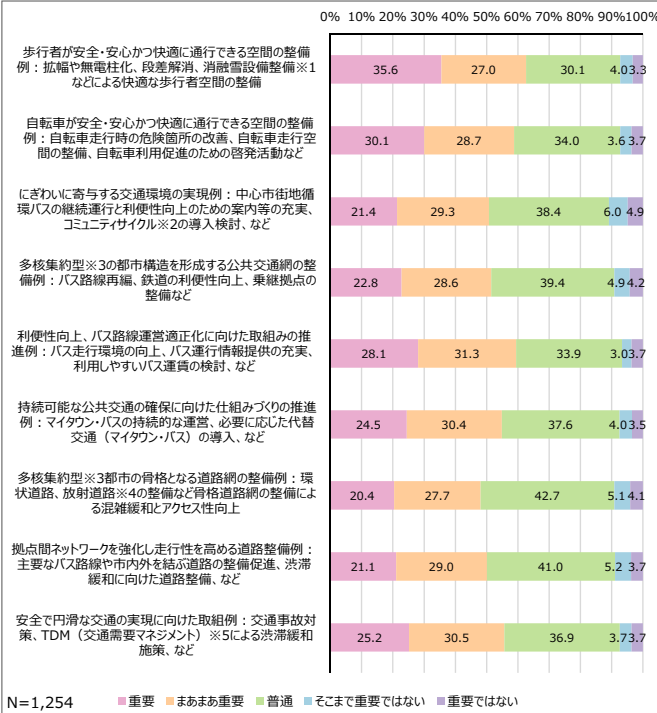 0% 10% 20% 30% 40% 50% 60% 70% 80% 90%100%
歩行者が安全・安心かつ快適に通行できる空間の整備
例：拡幅や無電柱化、段差解消、消融雪設備整備※1
などによる快適な歩行者空間の整備
35.6 27.0 30.1 4.0 3.3
自転車が安全・安心かつ快適に通行できる空間の整備
例：自転車走行時の危険箇所の改善、自転車走行空
間の整備、自転車利用促進のための啓発活動など
30.1 28.7 34.0 3.6 3.7
にぎわいに寄与する交通環境の実現例：中心市街地循
環バスの継続運行と利便性向上のための案内等の充実、
コミュニティサイクル※2の導入検討、など
21.4 29.3 38.4 6.0 4.9
多核集約型※3の都市構造を形成する公共交通網の整
備例：バス路線再編、鉄道の利便性向上、乗継拠点の
整備など
22.8 28.6 39.4 4.9 4.2
利便性向上、バス路線運営適正化に向けた取組みの推
進例：バス走行環境の向上、バス運行情報提供の充実、
利用しやすいバス運賃の検討、など
28.1 31.3 33.9 3.0 3.7
持続可能な公共交通の確保に向けた仕組みづくりの推進
例：マイタウン・バスの持続的な運営、必要に応じた代替
交通（マイタウン・バス）の導入、など
24.5 30.4 37.6 4.0 3.5
多核集約型※3都市の骨格となる道路網の整備例：環
状道路、放射道路※4の整備など骨格道路網の整備によ
る混雑緩和とアクセス性向上
20.4 27.7 42.7 5.1 4.1
拠点間ネットワークを強化し走行性を高める道路整備例：
主要なバス路線や市内外を結ぶ道路の整備促進、渋滞
緩和に向けた道路整備、など
21.1 29.0 41.0 5.2 3.7
安全で円滑な交通の実現に向けた取組例：交通事故対
策、TDM（交通需要マネジメント）※5による渋滞緩和
施策、など
25.2 30.5 36.9 3.7 3.7
N=1,254 重要 まあまあ重要 普通 そこまで重要ではない 重要ではない